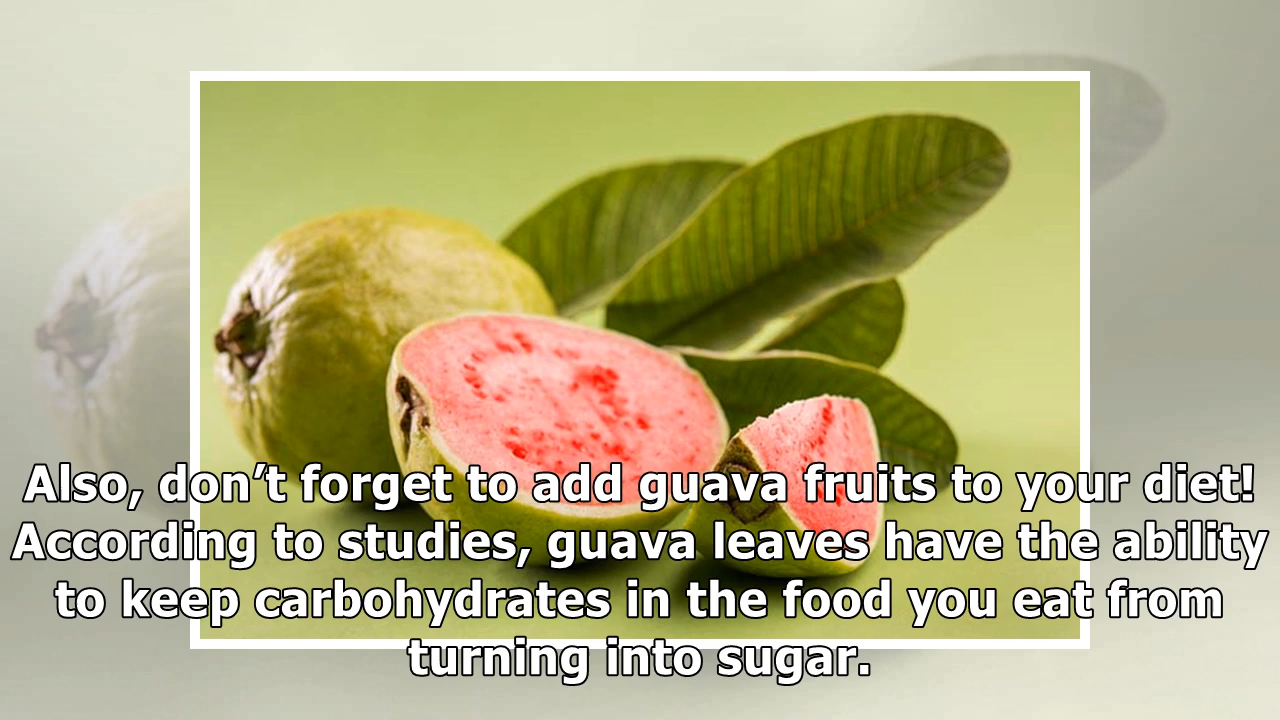 Also, don’t forget to add guava fruits to your diet!
According to studies, guava leaves have the ability
to keep carbohydrates in the food you eat from
turning into sugar.